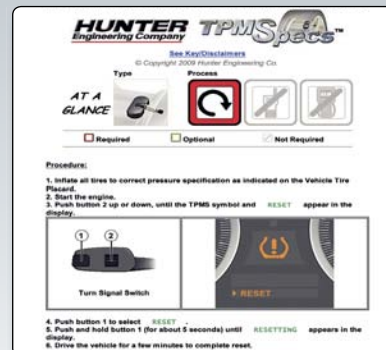 HUNTER
Engineering Company
TPMSpecs™
See Key/Disclaimers
© Copyright 2009 Hunter Engineering Co.
Type Process
AT A
GLANCE
Required Optional Not Required
Procedure:
1. Inflate all tires to correct pressure specification as indicated on the Vehicle Tire
Placard.
2. Start the engine.
3. Push button 2 up or down, until the TPMS symbol and RESET appear in the
display.
1 2
Turn Signal Switch
RESET
4. Push button 1 to select RESET .
5. Push and hold button 1 (for about 5 seconds) until RESETTING appears in the
display.
6. Drive the vehicle for a few minutes to complete reset.